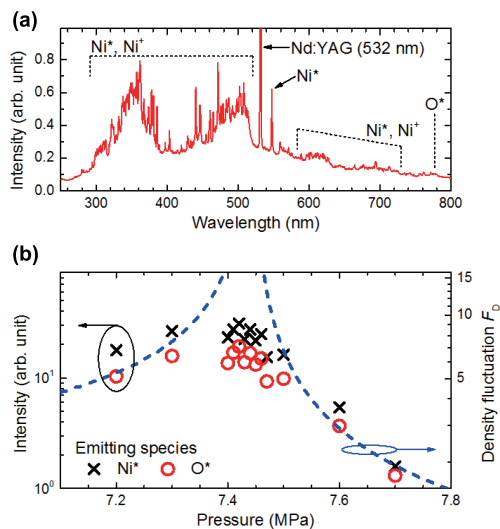 (a)
Intensity (arb. unit)
1.0
0.8
0.6
0.4
0.2
0.0
Ni*, Ni⁺
Nd:YAG (532 nm)
Ni*
Ni*, Ni⁺
O*
300 400 500 600 700 800
Wavelength (nm)
(b)
Intensity (arb. unit)
10¹
10⁰
Density fluctuation F_D
15
10
5
Emitting species
Ni* O*
7.2 7.4 7.6 7.8
Pressure (MPa)